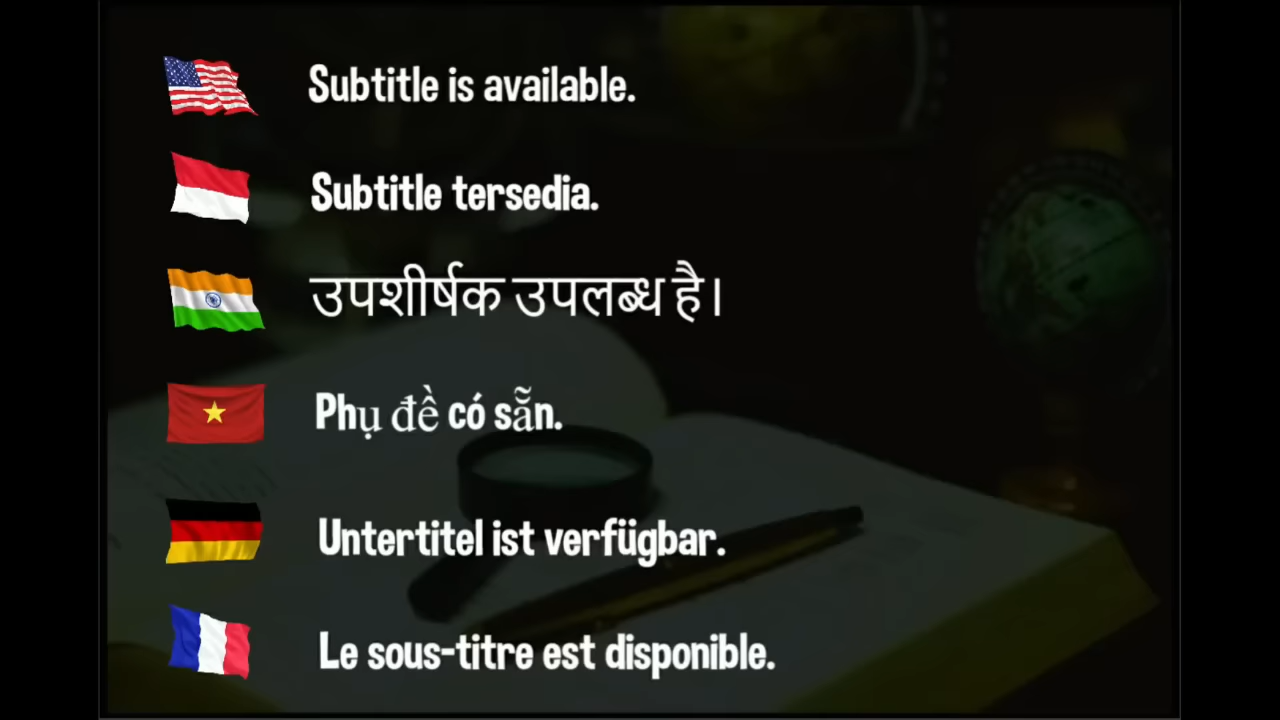 Subtitle is available.
Subtitle tersedia.
उपशीर्षक उपलब्ध है।
Phụ đề có sẵn.
Untertitel ist verfügbar.
Le sous-titre est disponible.